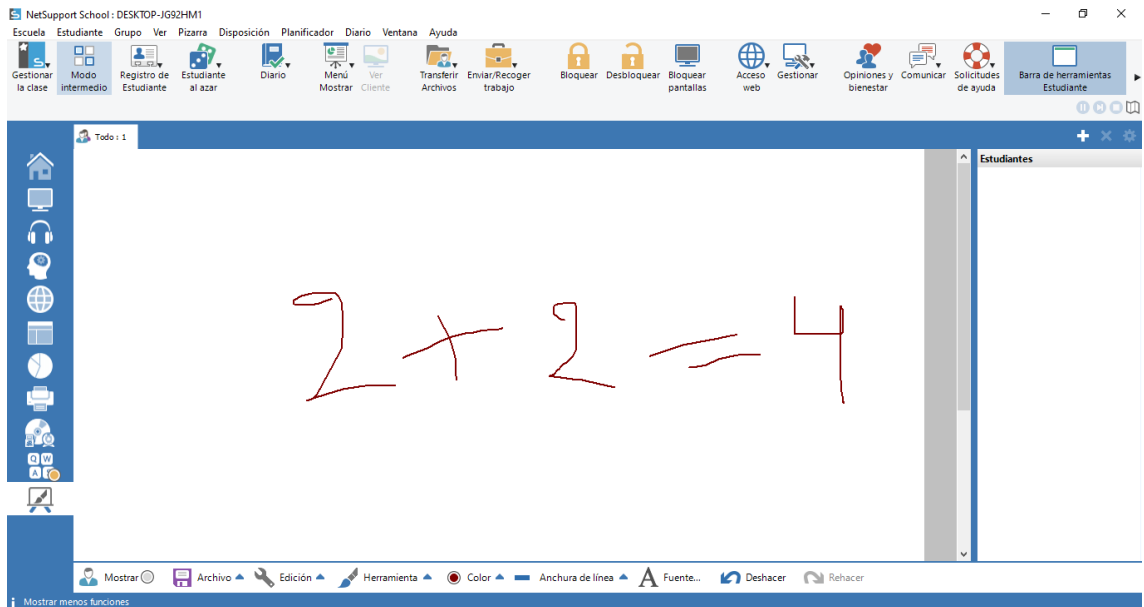 NetSupport School : DESKTOP-JG92HM1
Escuela Estudiante Grupo Ver Pizarra Disposición Planificador Diario Ventana Ayuda
Gestionar la clase
Modo intermedio
Registro de Estudiante
Estudiante al azar
Diario
Menú Mostrar
Ver Cliente
Transferir Archivos
Enviar/Recoger trabajo
Bloquear
Desbloquear
Bloquear pantallas
Acceso web
Gestionar
Opiniones y bienestar
Comunicar
Solicitudes de ayuda
Barra de herramientas Estudiante
Todo : 1
Estudiantes
2 + 2 = 4
Q W
A
Mostrar Archivo Edición Herramienta Color Anchura de línea A Fuente... Deshacer Rehacer
Mostrar menos funciones